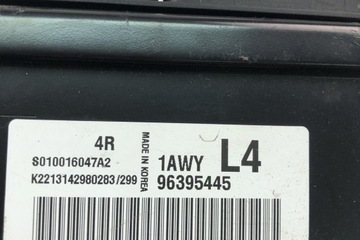 4R
MADE IN KOREA
1AWY L4
S010016047A2
K2213142980283/299
96395445